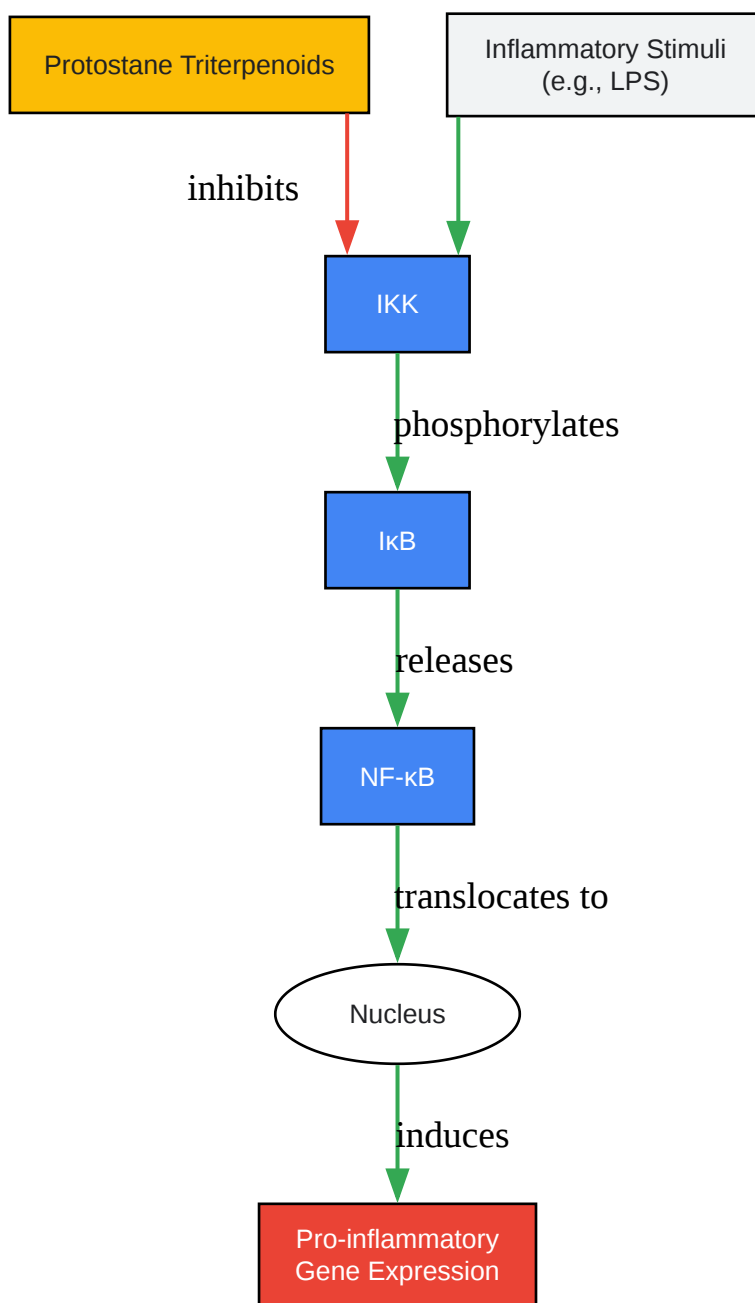 Protostane Triterpenoids
Inflammatory Stimuli
(e.g., LPS)
inhibits
IKK
phosphorylates
IκB
releases
NF-κB
translocates to
Nucleus
induces
Pro-inflammatory
Gene Expression